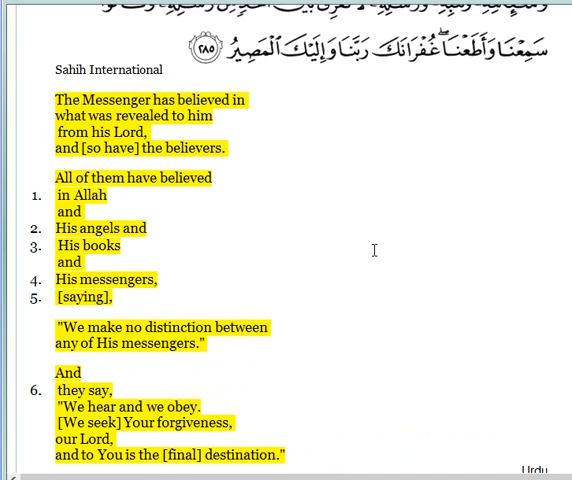 سَمِعْنَا وَأَطَعْنَا ۖ غُفْرَانَكَ رَبَّنَا وَإِلَيْكَ الْمَصِيرُ ﴿٢٨٥﴾
Sahih International
The Messenger has believed in
what was revealed to him
from his Lord,
and [so have] the believers.
All of them have believed
1. in Allah
and
2. His angels and
3. His books
and
4. His messengers,
5. [saying],
"We make no distinction between
any of His messengers."
And
6. they say,
"We hear and we obey.
[We seek] Your forgiveness,
our Lord,
and to You is the [final] destination."
Urdu